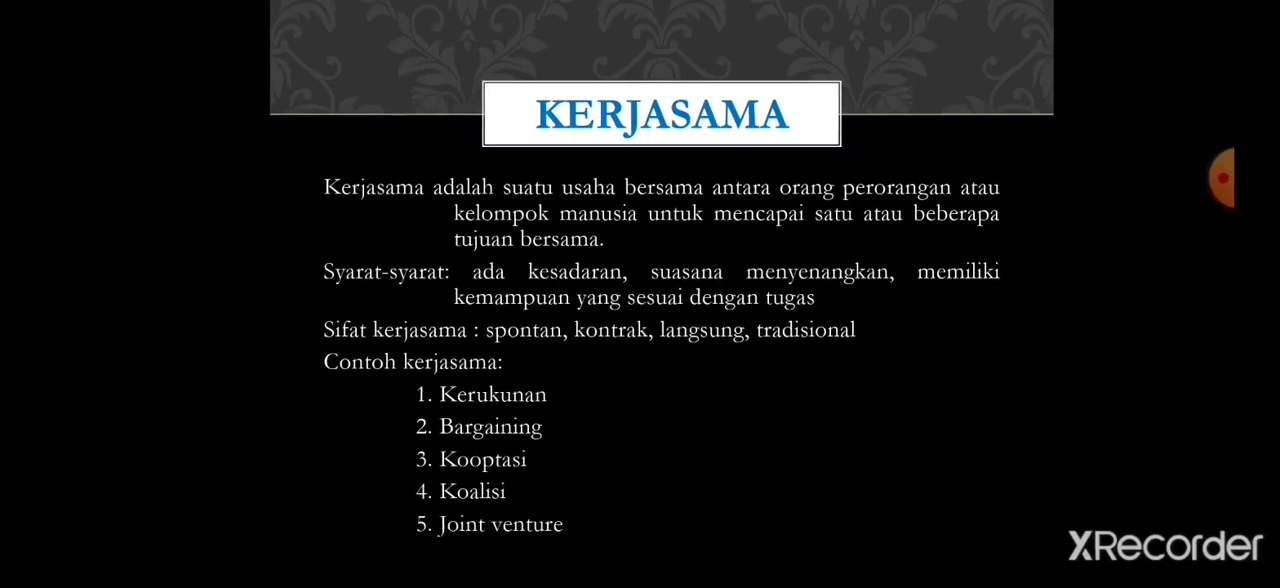 KERJASAMA
Kerjasama adalah suatu usaha bersama antara orang perorangan atau
kelompok manusia untuk mencapai satu atau beberapa
tujuan bersama.
Syarat-syarat: ada kesadaran, suasana menyenangkan, memiliki
kemampuan yang sesuai dengan tugas
Sifat kerjasama : spontan, kontrak, langsung, tradisional
Contoh kerjasama:
1. Kerukunan
2. Bargaining
3. Kooptasi
4. Koalisi
5. Joint venture
XRecorder